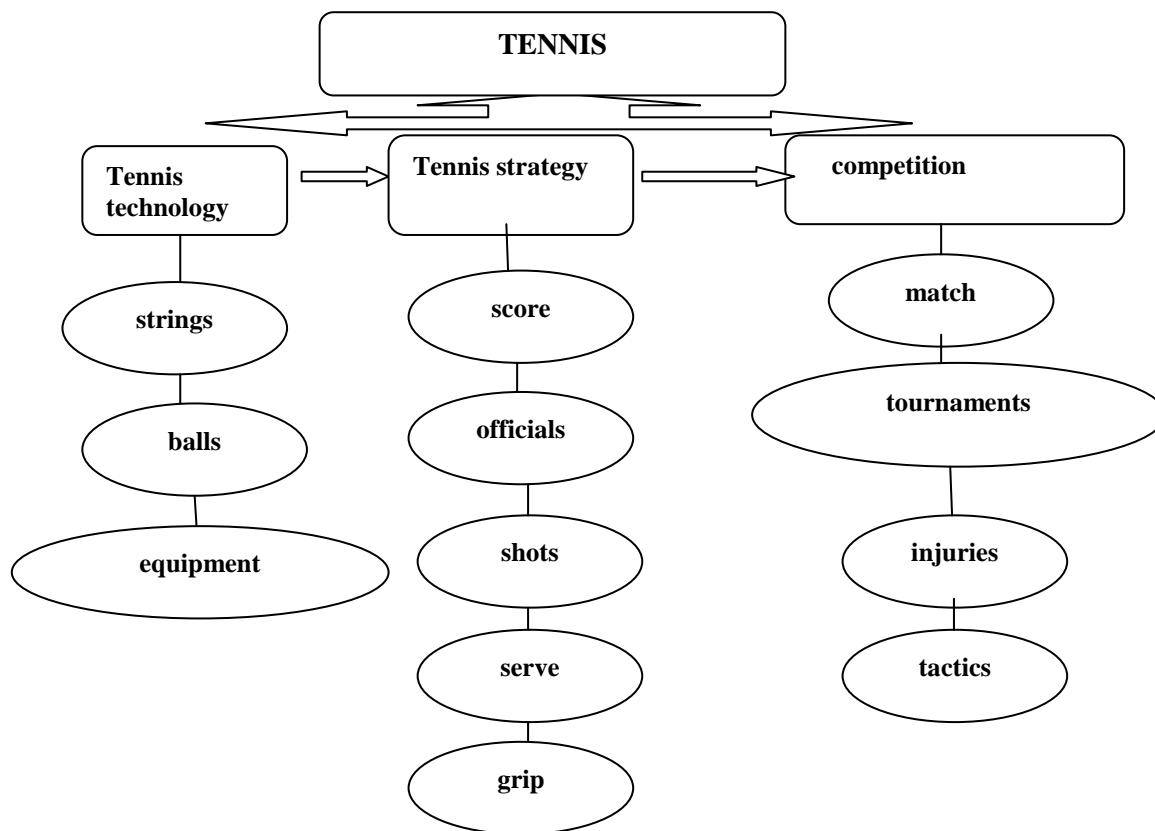 TENNIS
Tennis
technology
Tennis strategy
competition
strings
balls
equipment
score
officials
shots
serve
grip
match
tournaments
injuries
tactics